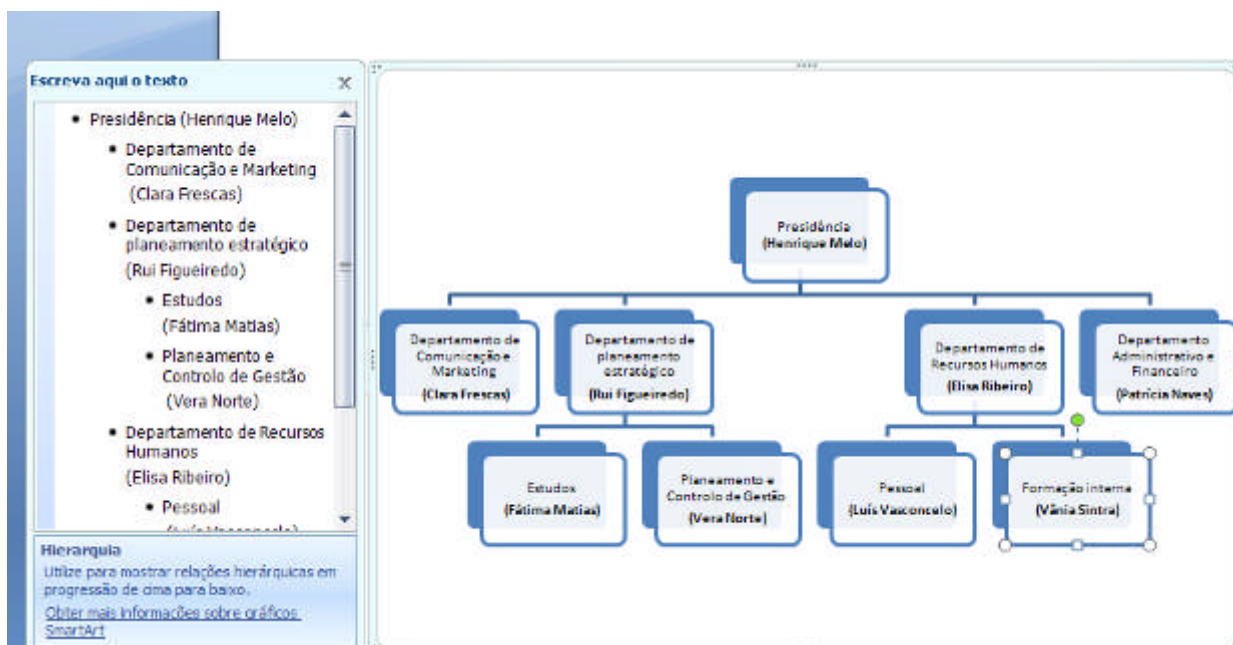 Escreva aqui o texto
Presidência (Henrique Melo)
Departamento de
Comunicação e Marketing
(Clara Frescas)
Departamento de
planeamento estratégico
(Rui Figueiredo)
Estudos
(Fátima Matias)
Planeamento e
Controlo de Gestão
(Vera Norte)
Departamento de Recursos
Humanos
(Elisa Ribeiro)
Pessoal
(Luís Vasconcelo)
Hierarquia
Utilize para mostrar relações hierárquicas em
progressão de cima para baixo.
Obter mais informações sobre gráficos
SmartArt
Presidência
(Henrique Melo)
Departamento de
Comunicação e
Marketing
(Clara Frescas)
Departamento de
planeamento
estratégico
(Rui Figueiredo)
Departamento de
Recursos Humanos
(Elisa Ribeiro)
Departamento
Administrativo e
Financeiro
(Patrícia Naves)
Estudos
(Fátima Matias)
Planeamento e
Controlo de Gestão
(Vera Norte)
Pessoal
(Luís Vasconcelo)
Formação interna
(Vânia Sintra)